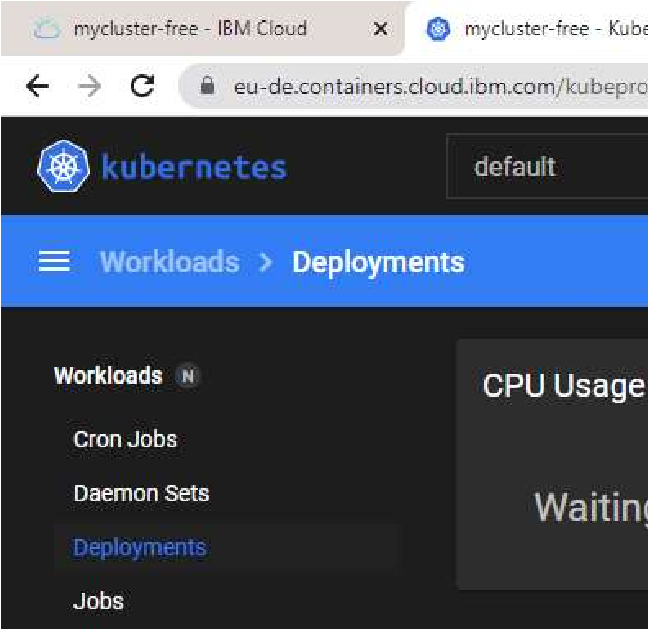 mycluster-free - IBM Cloud
mycluster-free - Kube
eu-de.containers.cloud.ibm.com/kubepro
kubernetes
default
Workloads > Deployments
Workloads N
CPU Usage
Cron Jobs
Daemon Sets
Waiting
Deployments
Jobs